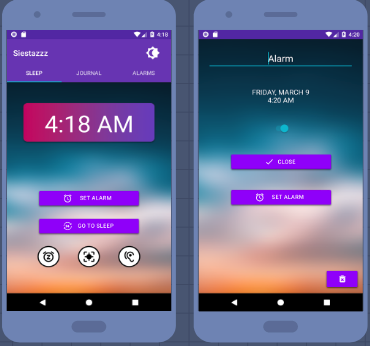 4:18
Siestazzz
SLEEP JOURNAL ALARMS
4:18 AM
SET ALARM
GO TO SLEEP
4:20
Alarm
FRIDAY, MARCH 9
4:20 AM
CLOSE
SET ALARM